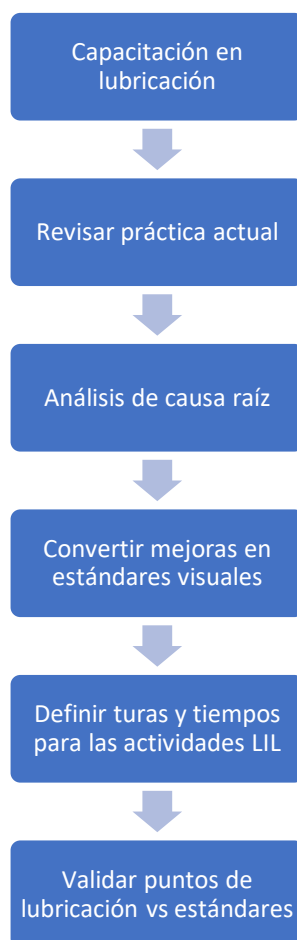 Capacitación en
lubricación
Revisar práctica actual
Análisis de causa raíz
Convertir mejoras en
estándares visuales
Definir turas y tiempos
para las actividades LIL
Validar puntos de
lubricación vs estándares